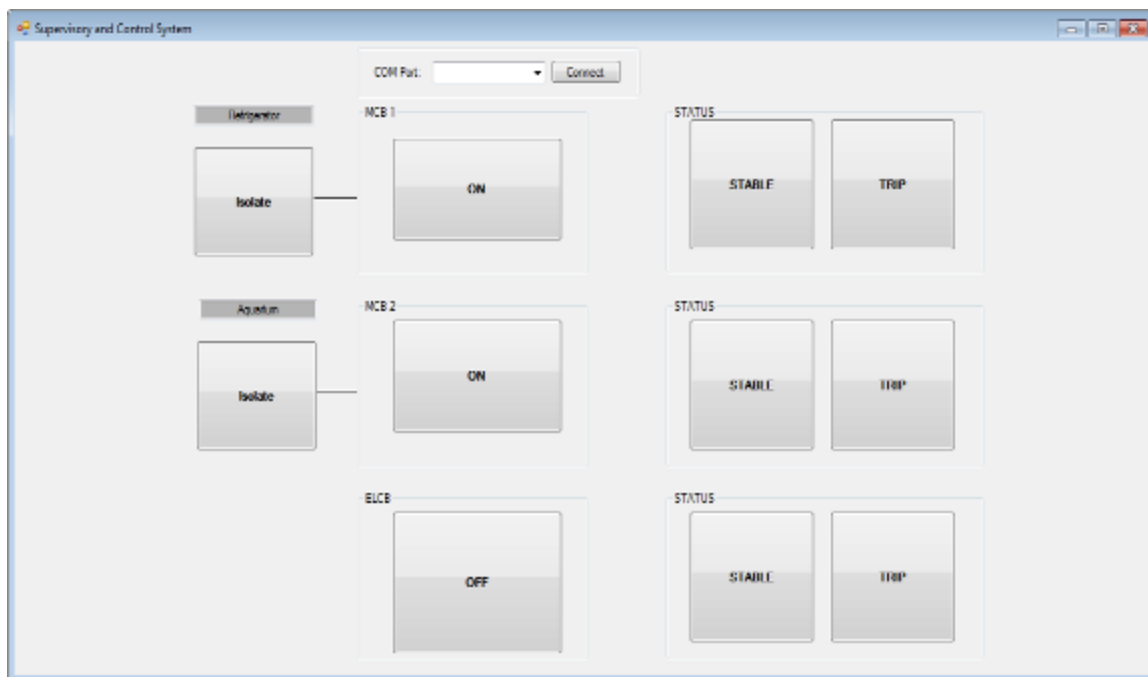 Supervisory and Control System
COM Port: Connect
Refrigerator
MCB 1
STATUS
Isolate
ON
STABLE
TRIP
Aquarium
MCB 2
STATUS
Isolate
ON
STABLE
TRIP
ELCB
STATUS
OFF
STABLE
TRIP